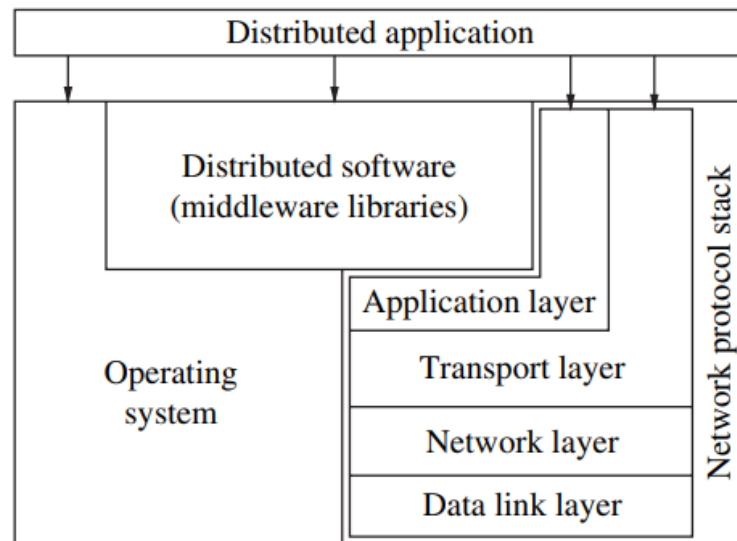 Distributed application
Distributed software
(middleware libraries)
Network protocol stack
Application layer
Operating
system
Transport layer
Network layer
Data link layer